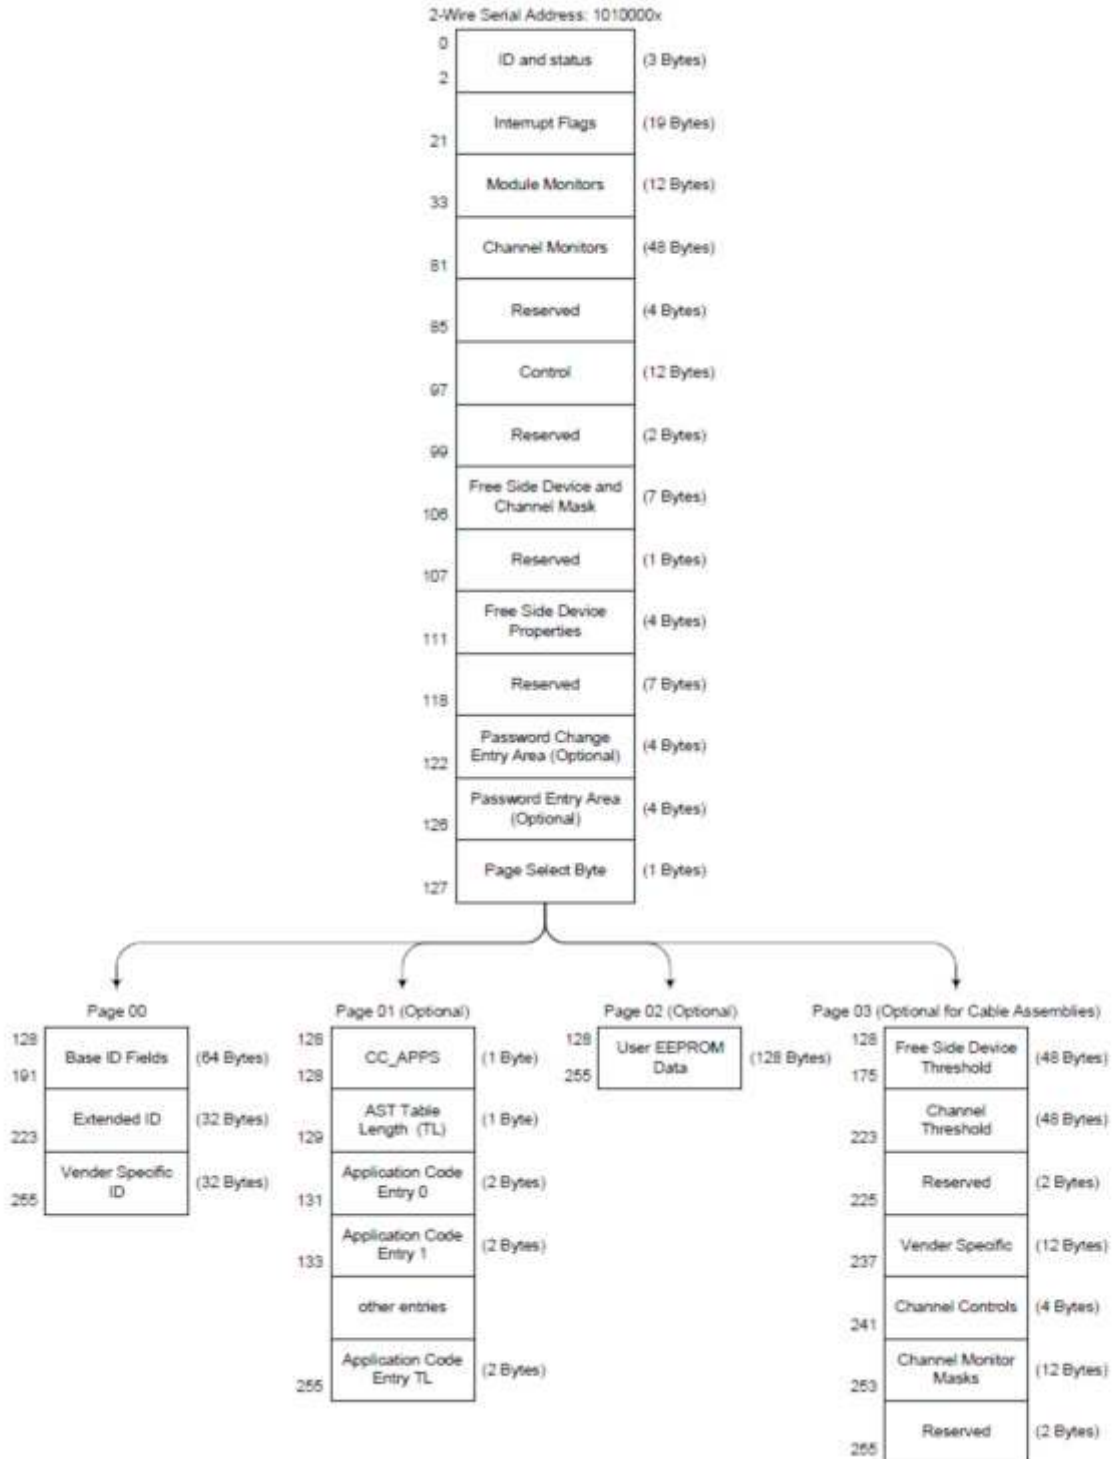 2-Wire Serial Address: 1010000x
0
ID and status (3 Bytes)
2
Interrupt Flags (19 Bytes)
21
Module Monitors (12 Bytes)
33
Channel Monitors (48 Bytes)
81
Reserved (4 Bytes)
85
Control (12 Bytes)
97
Reserved (2 Bytes)
99
Free Side Device and
Channel Mask
(7 Bytes)
106
Reserved (1 Bytes)
107
Free Side Device
Properties
(4 Bytes)
111
Reserved (7 Bytes)
118
Password Change
Entry Area (Optional)
(4 Bytes)
122
Password Entry Area
(Optional)
(4 Bytes)
126
Page Select Byte (1 Bytes)
127
Page 00
128
Base ID Fields (64 Bytes)
191
Extended ID (32 Bytes)
223
Vender Specific
ID
(32 Bytes)
255
Page 01 (Optional)
128
CC_APPS (1 Byte)
128
AST Table
Length (TL)
(1 Byte)
129
Application Code
Entry 0
(2 Bytes)
131
Application Code
Entry 1
(2 Bytes)
133
other entries
Application Code
Entry TL
(2 Bytes)
255
Page 02 (Optional)
128
User EEPROM
Data
(128 Bytes)
255
Page 03 (Optional for Cable Assemblies)
128
Free Side Device
Threshold
(48 Bytes)
175
Channel
Threshold
(48 Bytes)
223
Reserved (2 Bytes)
225
Vender Specific (12 Bytes)
237
Channel Controls (4 Bytes)
241
Channel Monitor
Masks
(12 Bytes)
253
Reserved (2 Bytes)
255